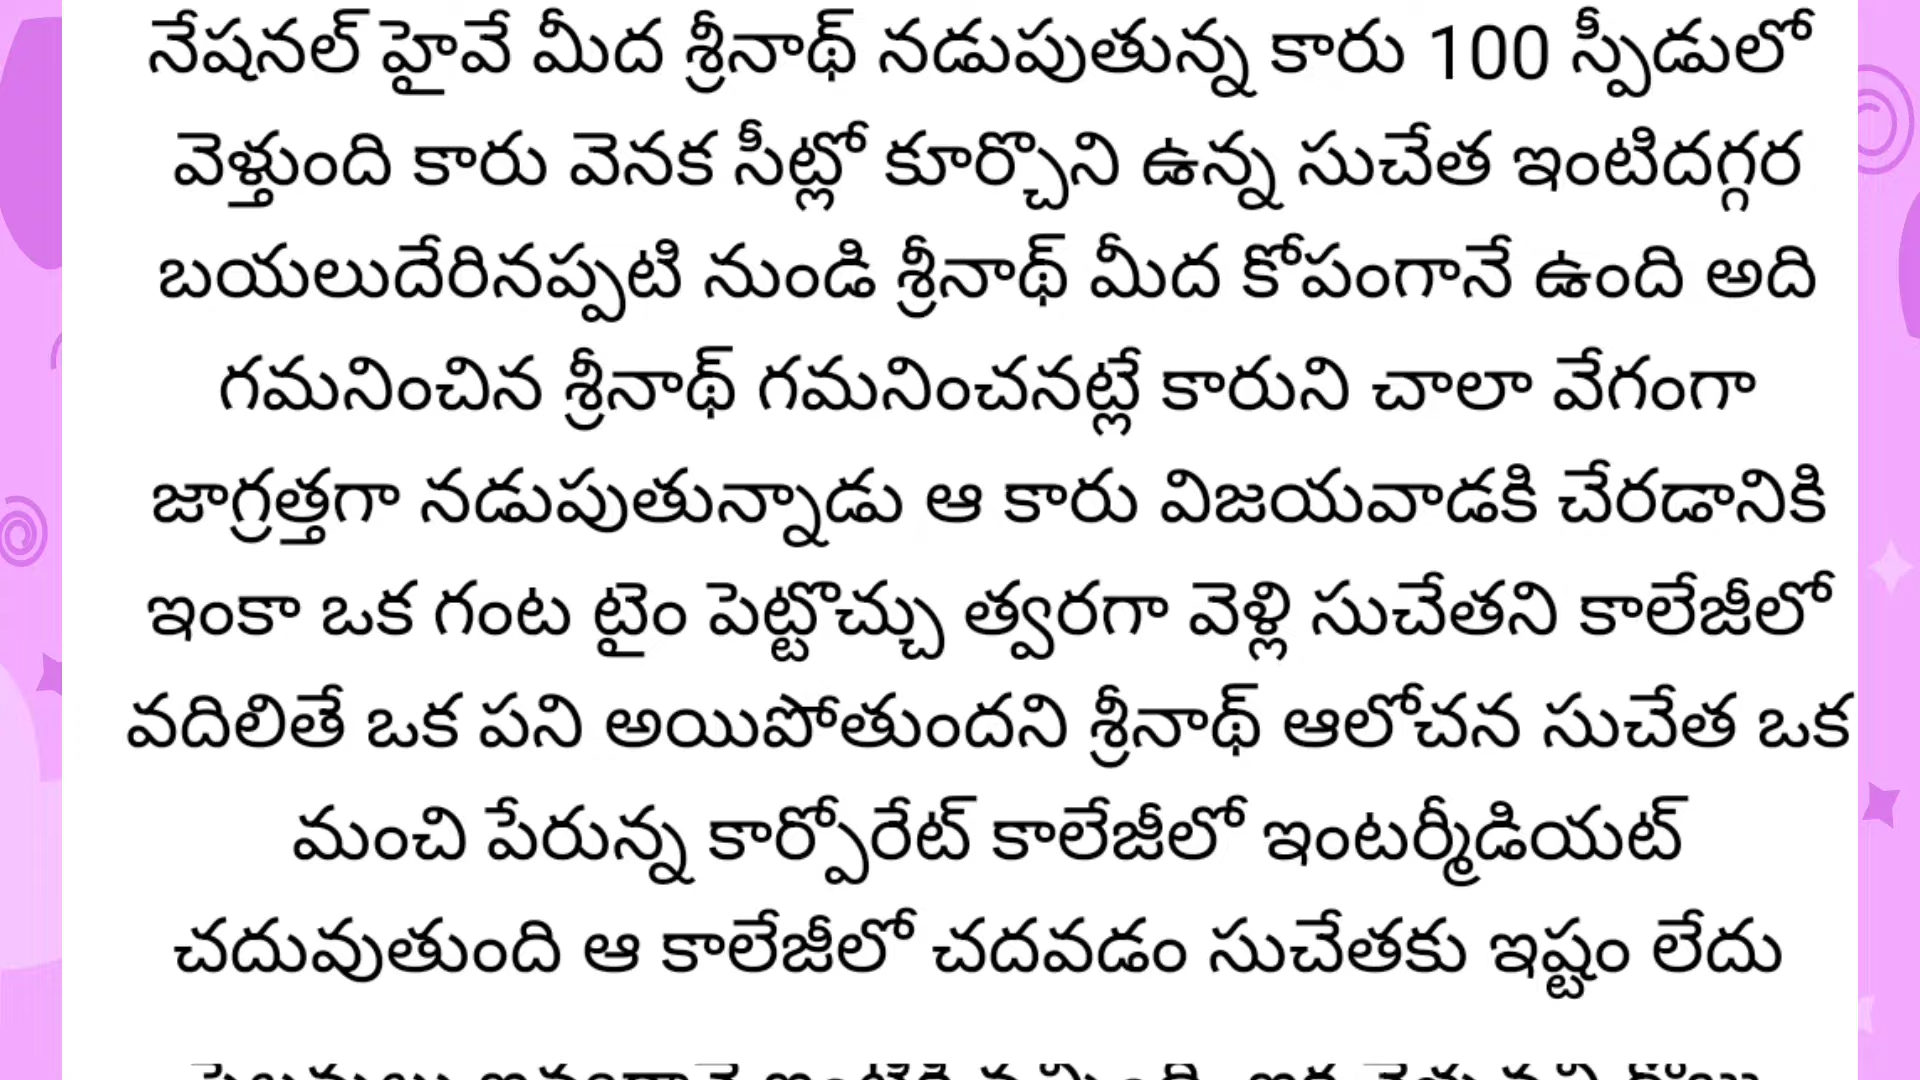 నేషనల్ హైవే మీద శ్రీనాథ్ నడుపుతున్న కారు 100 స్పీడులో
వెళ్తుంది కారు వెనక సీట్లో కూర్చొని ఉన్న సుచేత ఇంటిదగ్గర
బయలుదేరినప్పటి నుండి శ్రీనాథ్ మీద కోపంగానే ఉంది అది
గమనించిన శ్రీనాథ్ గమనించనట్లే కారుని చాలా వేగంగా
జాగ్రత్తగా నడుపుతున్నాడు ఆ కారు విజయవాడకి చేరడానికి
ఇంకా ఒక గంట టైం పెట్టొచ్చు త్వరగా వెళ్లి సుచేతని కాలేజీలో
వదిలితే ఒక పని అయిపోతుందని శ్రీనాథ్ ఆలోచన సుచేత ఒక
మంచి పేరున్న కార్పోరేట్ కాలేజీలో ఇంటర్మీడియట్
చదువుతుంది ఆ కాలేజీలో చదవడం సుచేతకు ఇష్టం లేదు